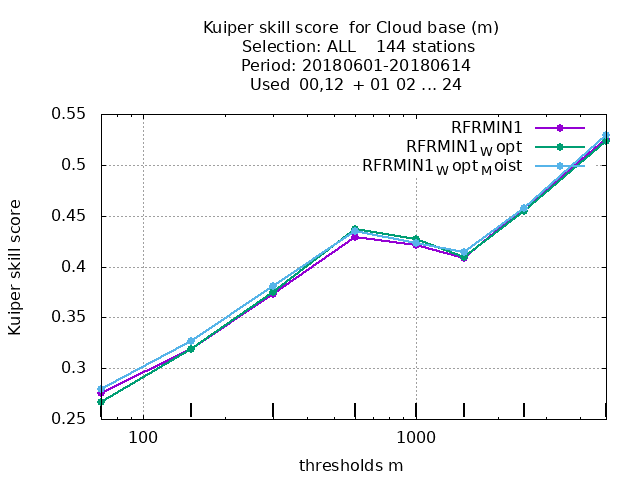 Kuiper skill score for Cloud base (m)
Selection: ALL 144 stations
Period: 20180601-20180614
Used 00,12 + 01 02 ... 24
RFRMIN1
RFRMIN1Wopt
RFRMIN1WoptMoist
Kuiper skill score
0.55
0.5
0.45
0.4
0.35
0.3
0.25
100 1000
thresholds m